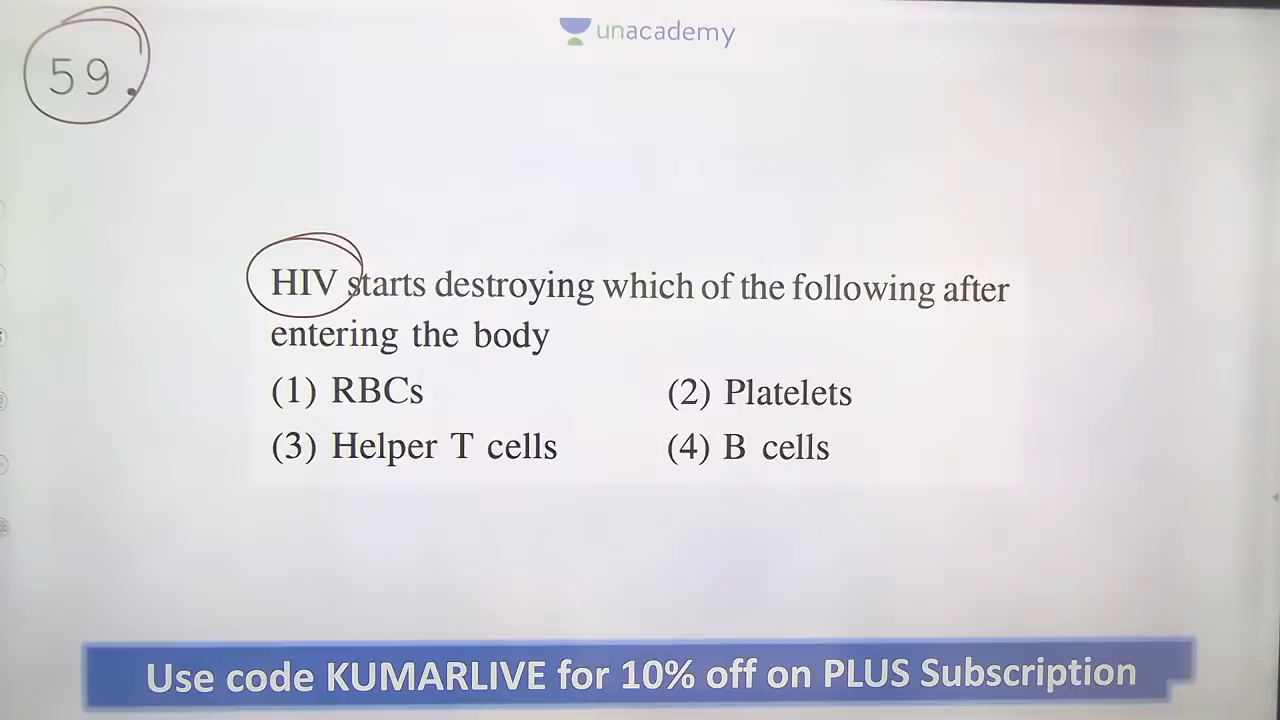 59.
unacademy
HIV starts destroying which of the following after
entering the body
(1) RBCs (2) Platelets
(3) Helper T cells (4) B cells
Use code KUMARLIVE for 10% off on PLUS Subscription